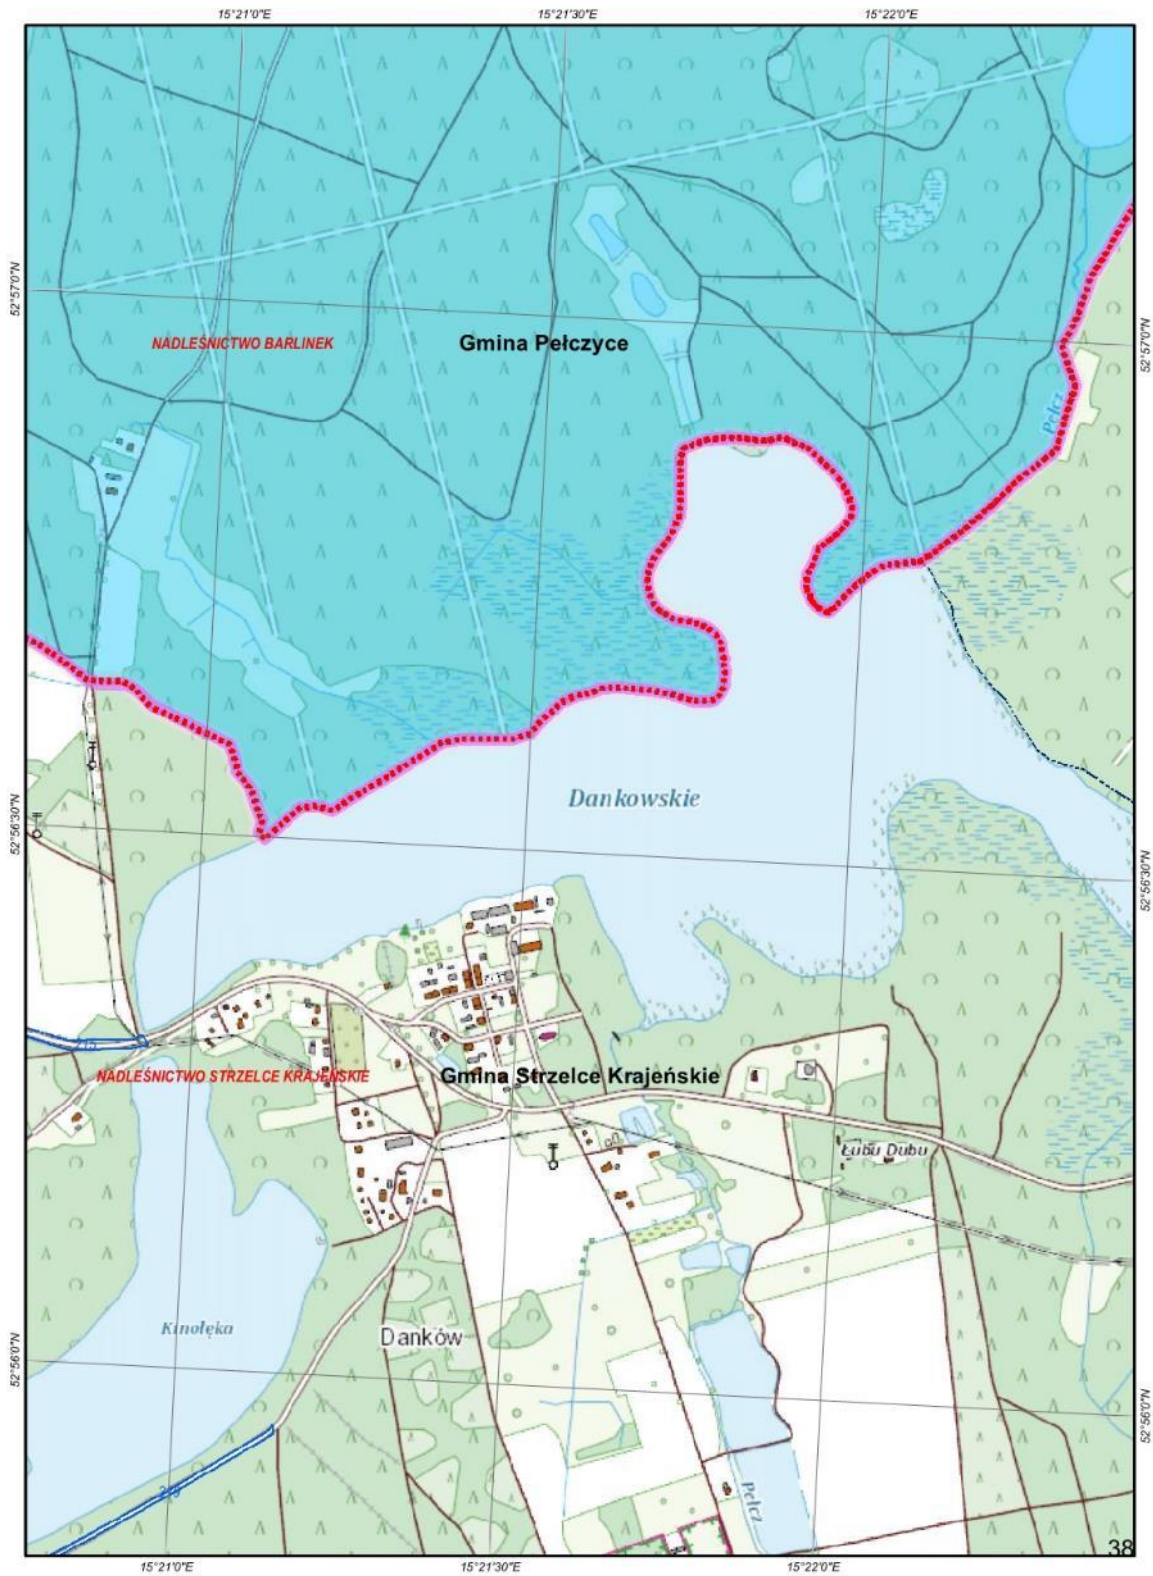 15°21'0"E
15°21'30"E
15°22'0"E
52°57'0"N
NADLEŚNICTWO BARLINEK
Gmina Pełczyce
52°57'0"N
Pełcz
Dankowskie
52°56'30"N
52°56'30"N
NADLEŚNICTWO STRZELCE KRAJEŃSKIE
Gmina Strzelce Krajeńskie
Łubu Dubu
Kinołęka
Danków
52°56'0"N
52°56'0"N
Pełcz
38
15°21'0"E
15°21'30"E
15°22'0"E